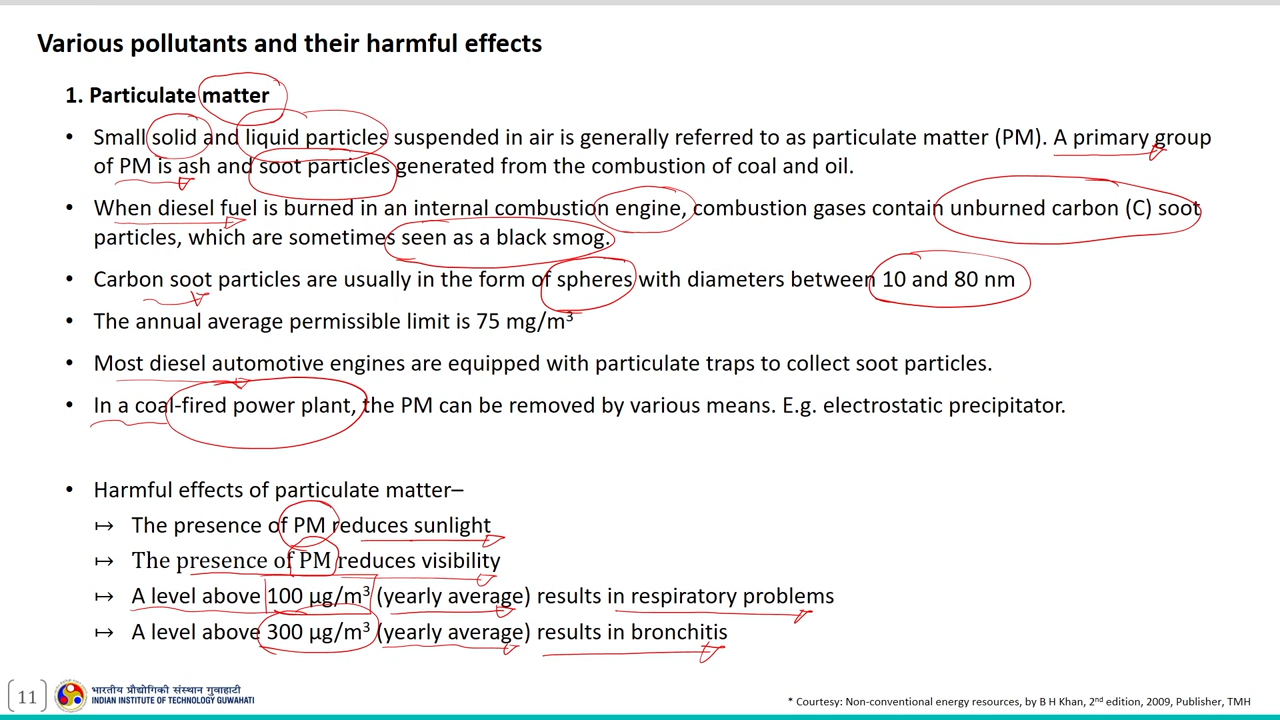 Various pollutants and their harmful effects
1. Particulate matter
• Small solid and liquid particles suspended in air is generally referred to as particulate matter (PM). A primary group
of PM is ash and soot particles generated from the combustion of coal and oil.
• When diesel fuel is burned in an internal combustion engine, combustion gases contain unburned carbon (C) soot
particles, which are sometimes seen as a black smog.
• Carbon soot particles are usually in the form of spheres with diameters between 10 and 80 nm
• The annual average permissible limit is 75 mg/m³
• Most diesel automotive engines are equipped with particulate traps to collect soot particles.
• In a coal-fired power plant, the PM can be removed by various means. E.g. electrostatic precipitator.
• Harmful effects of particulate matter–
↦ The presence of PM reduces sunlight
↦ The presence of PM reduces visibility
↦ A level above 100 µg/m³ (yearly average) results in respiratory problems
↦ A level above 300 µg/m³ (yearly average) results in bronchitis
11
भारतीय प्रौद्योगिकी संस्थान गुवाहाटी
INDIAN INSTITUTE OF TECHNOLOGY GUWAHATI
* Courtesy: Non-conventional energy resources, by B H Khan, 2nd edition, 2009, Publisher, TMH